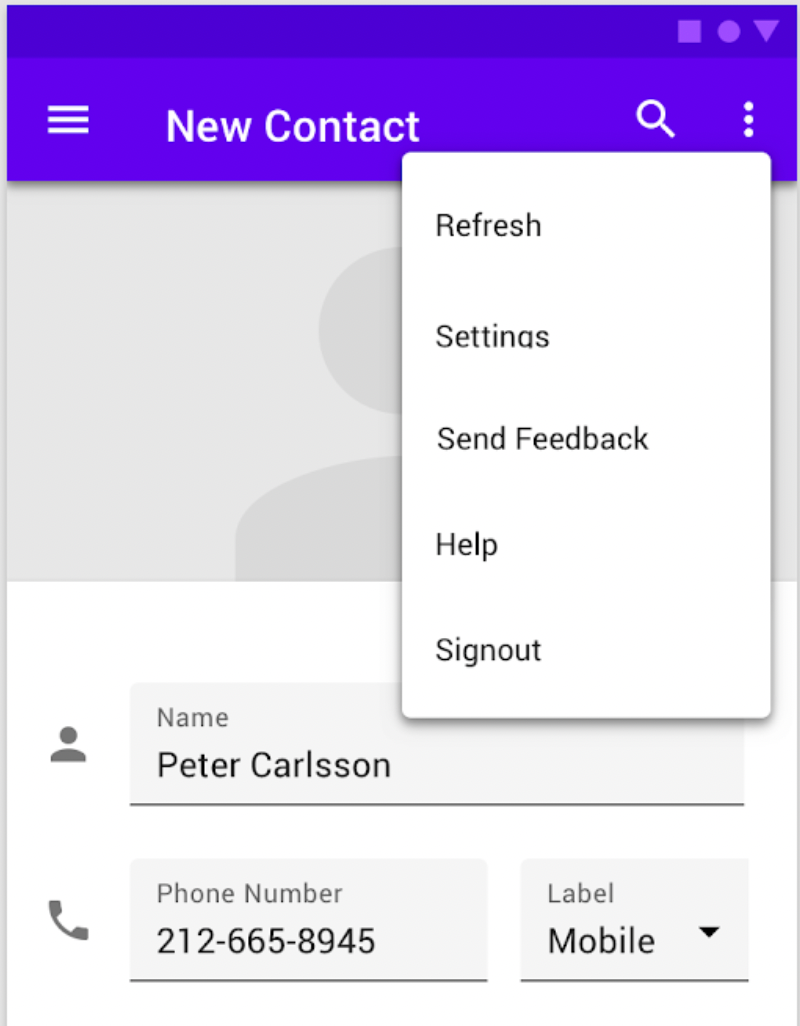 New Contact
Refresh
Settings
Send Feedback
Help
Signout
Name
Peter Carlsson
Phone Number
212-665-8945
Label
Mobile